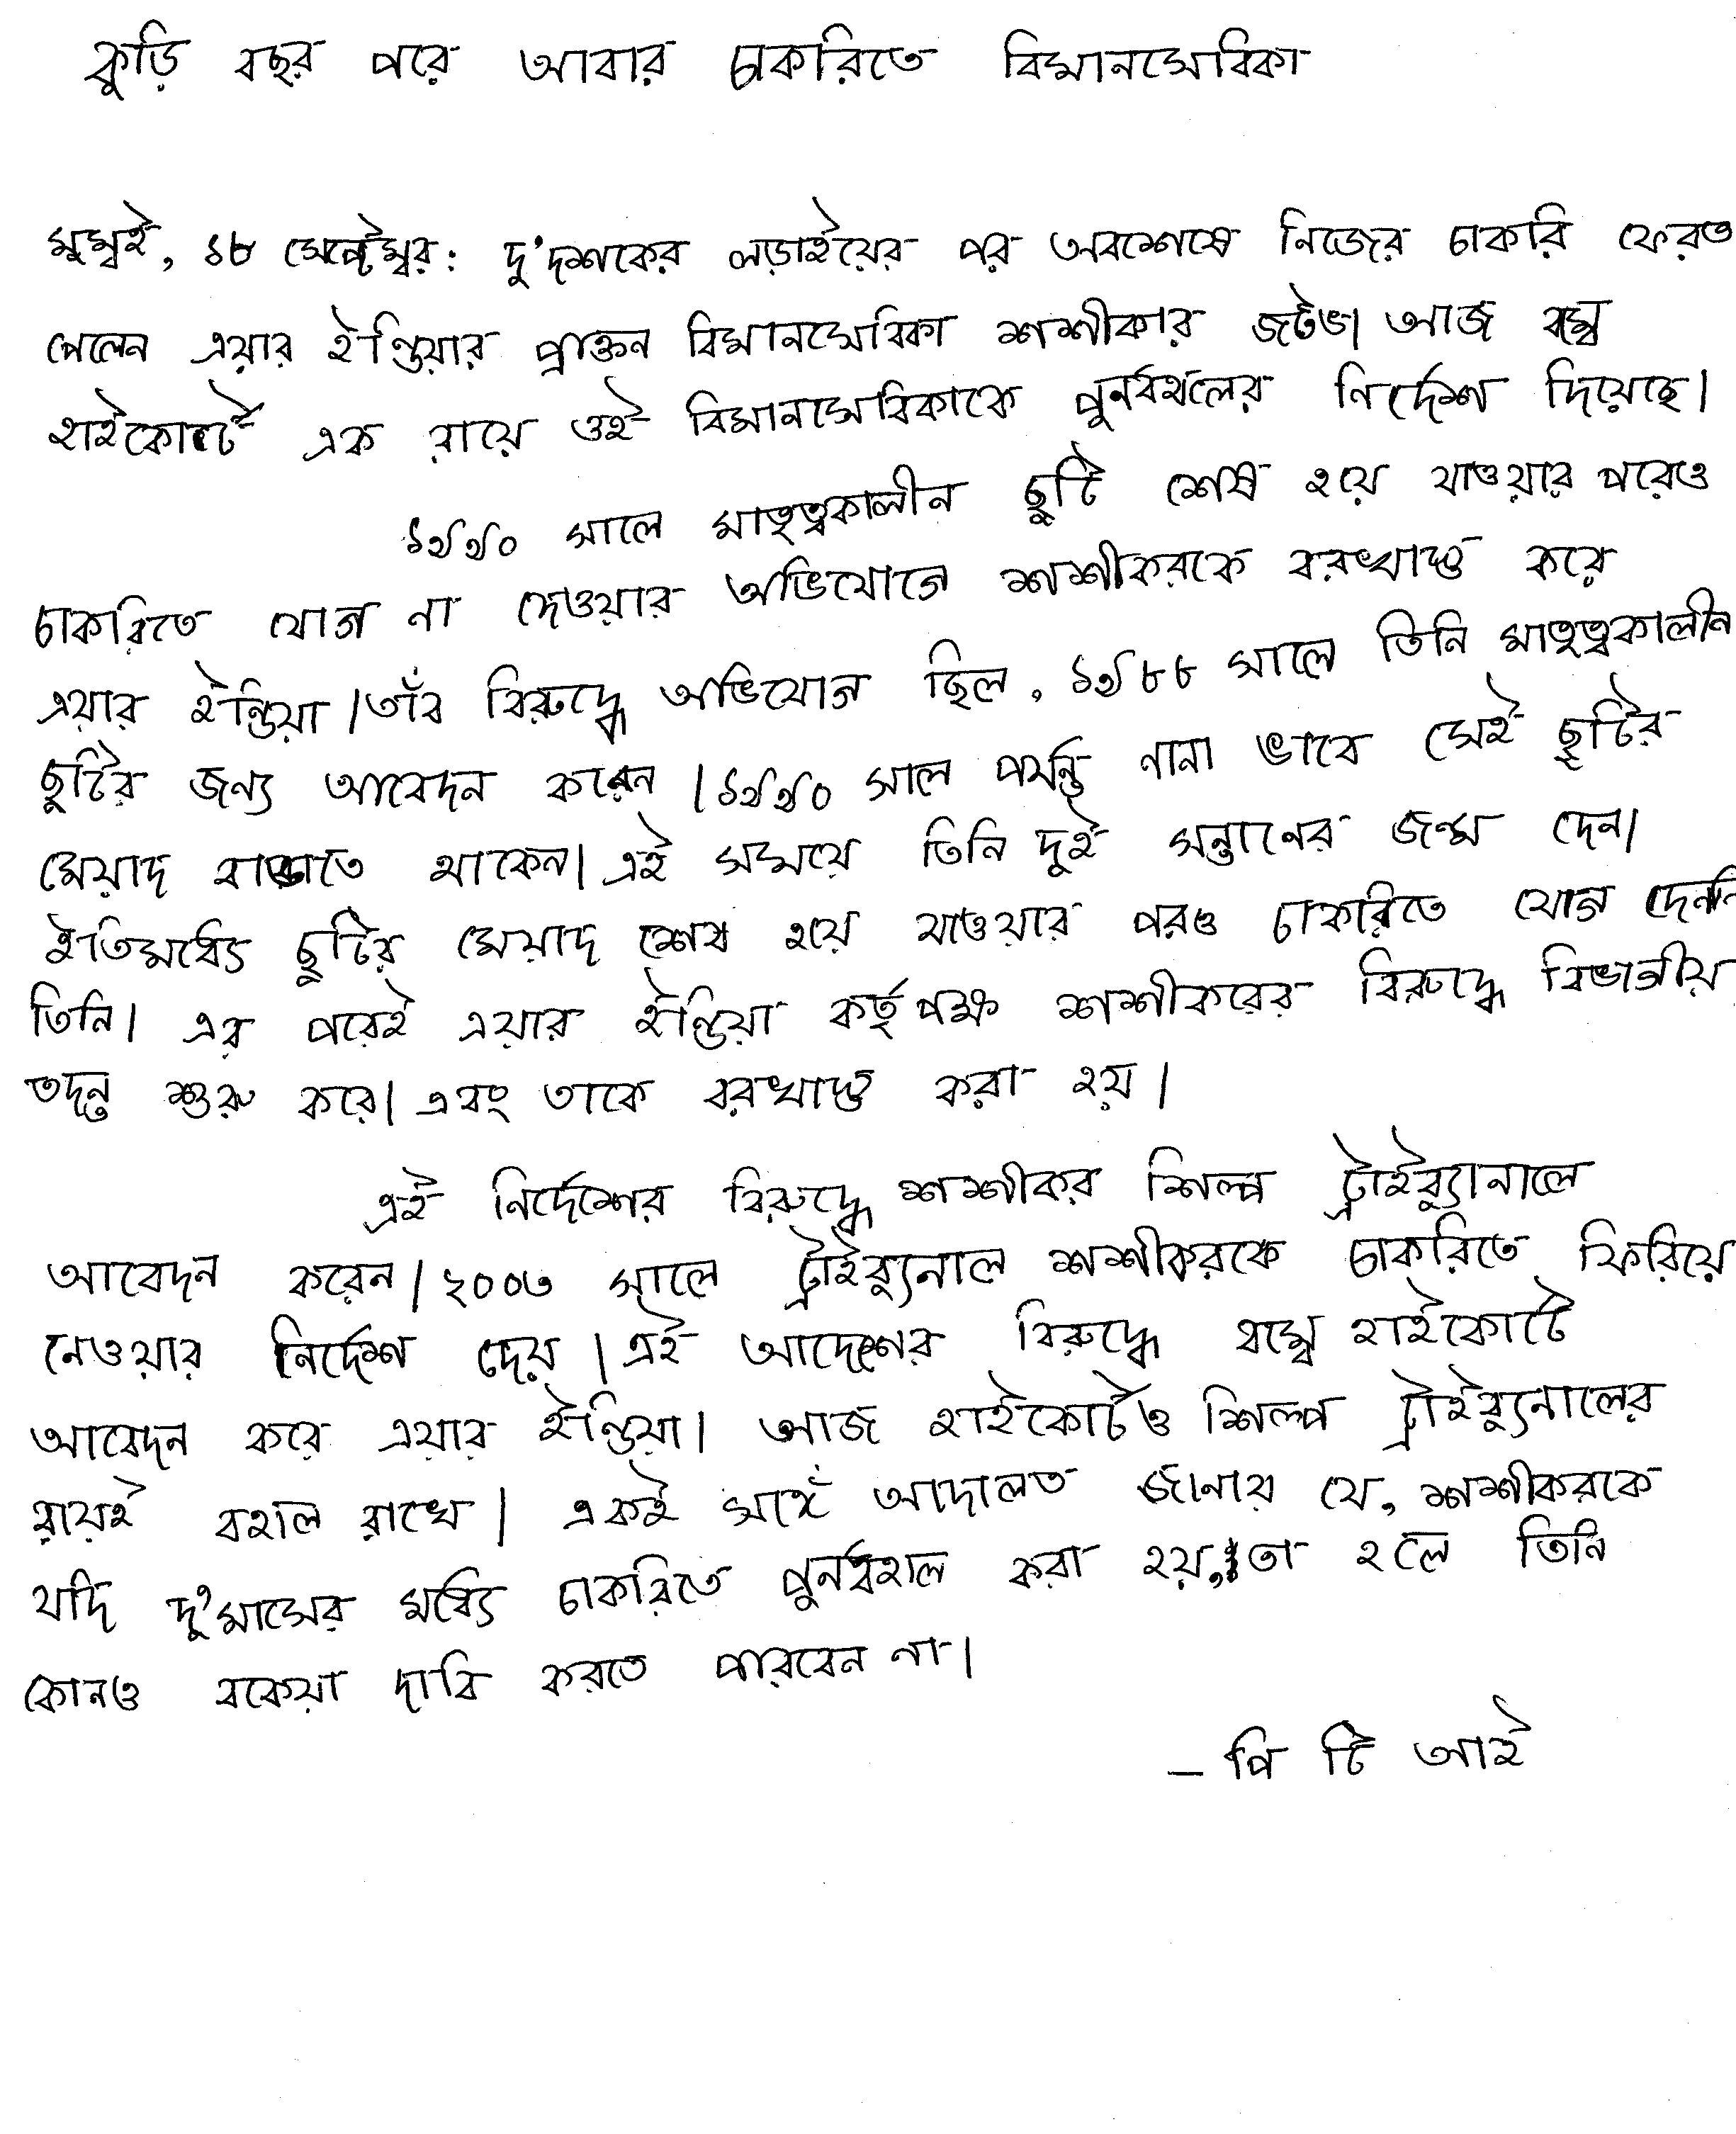 কুড়ি বছর পরে আবার চাকরিতে বিমানসেবিকা
মুম্বই, ১৮ সেপ্টেম্বর: দু'দশকের লড়াইয়ের পর অবশেষে নিজের চাকরি ফেরত
পেলেন এয়ার ইণ্ডিয়ার প্রাক্তন বিমানসেবিকা শশীকার জটেভ। আজ বম্বে
হাইকোর্টে এক রায়ে ওই বিমানসেবিকাকে পুনর্বহালের নির্দেশ দিয়েছে।
১৯৯০ সালে মাতৃত্বকালীন ছুটি শেষ হয়ে যাওয়ার পরেও
চাকরিতে যোগ না দেওয়ার অভিযোগে শশীকরকে বরখাস্ত করে
এয়ার ইন্ডিয়া। তাঁর বিরুদ্ধে অভিযোগ ছিল, ১৯৮৮ সালে তিনি মাতৃত্বকালীন
ছুটির জন্য আবেদন করেন। ১৯৯০ সাল পর্যন্ত নানা ভাবে সেই ছুটির
মেয়াদ বাড়াতে থাকেন। এই সময়ে তিনি দুই সন্তানের জন্ম দেন।
ইতিমধ্যে ছুটির মেয়াদ শেষ হয়ে যাওয়ার পরও চাকরিতে যোগ দেননি
তিনি। এর পরেই এয়ার ইন্ডিয়া কর্তৃপক্ষ শশীকরের বিরুদ্ধে বিভাগীয়
তদন্ত শুরু করে। এবং তাকে বরখাস্ত করা হয়।
এই নির্দেশের বিরুদ্ধে শশীকর শিল্প ট্রাইব্যুানালে
আবেদন করেন। ২০০৩ সালে ট্রাইব্যুনাল শশীকরকে চাকরিতে ফিরিয়ে
নেওয়ার নির্দেশ দেয়। এই আদেশের বিরুদ্ধে বম্বে হাইকোর্টে
আবেদন করে এয়ার ইন্ডিয়া। আজ হাইকোর্টও শিল্প ট্রাইব্যুনালের
রায়ই বহাল রাখে। একই সঙ্গে আদালত জানায় যে, শশীকরকে
যদি দু'মাসের মধ্যে চাকরিতে পুনর্বহাল করা হয়, তা হলে তিনি
কোনও বকেয়া দাবি করতে পারবেন না।
– পি টি আই